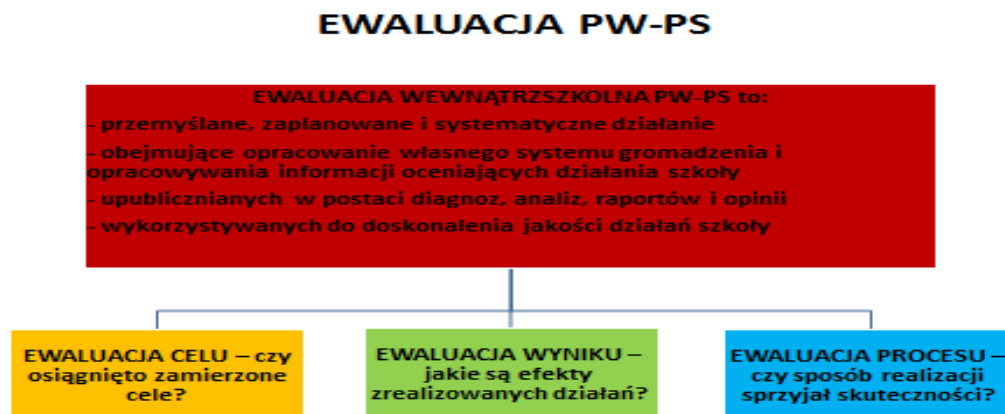 EWALUACJA PW-PS
EWALUACJA WEWNĄTRZSZKOLNA PW-PS to:
- przemyślane, zaplanowane i systematyczne działanie
- obejmujące opracowanie własnego systemu gromadzenia i
opracowywania informacji oceniających działania szkoły
- upublicznianych w postaci diagnoz, analiz, raportów i opinii
- wykorzystywanych do doskonalenia jakości działań szkoły
EWALUACJA CELU – czy
osiągnięto zamierzone
cele?
EWALUACJA WYNIKU –
jakie są efekty
zrealizowanych działań?
EWALUACJA PROCESU –
czy sposób realizacji
sprzyjał skuteczności?